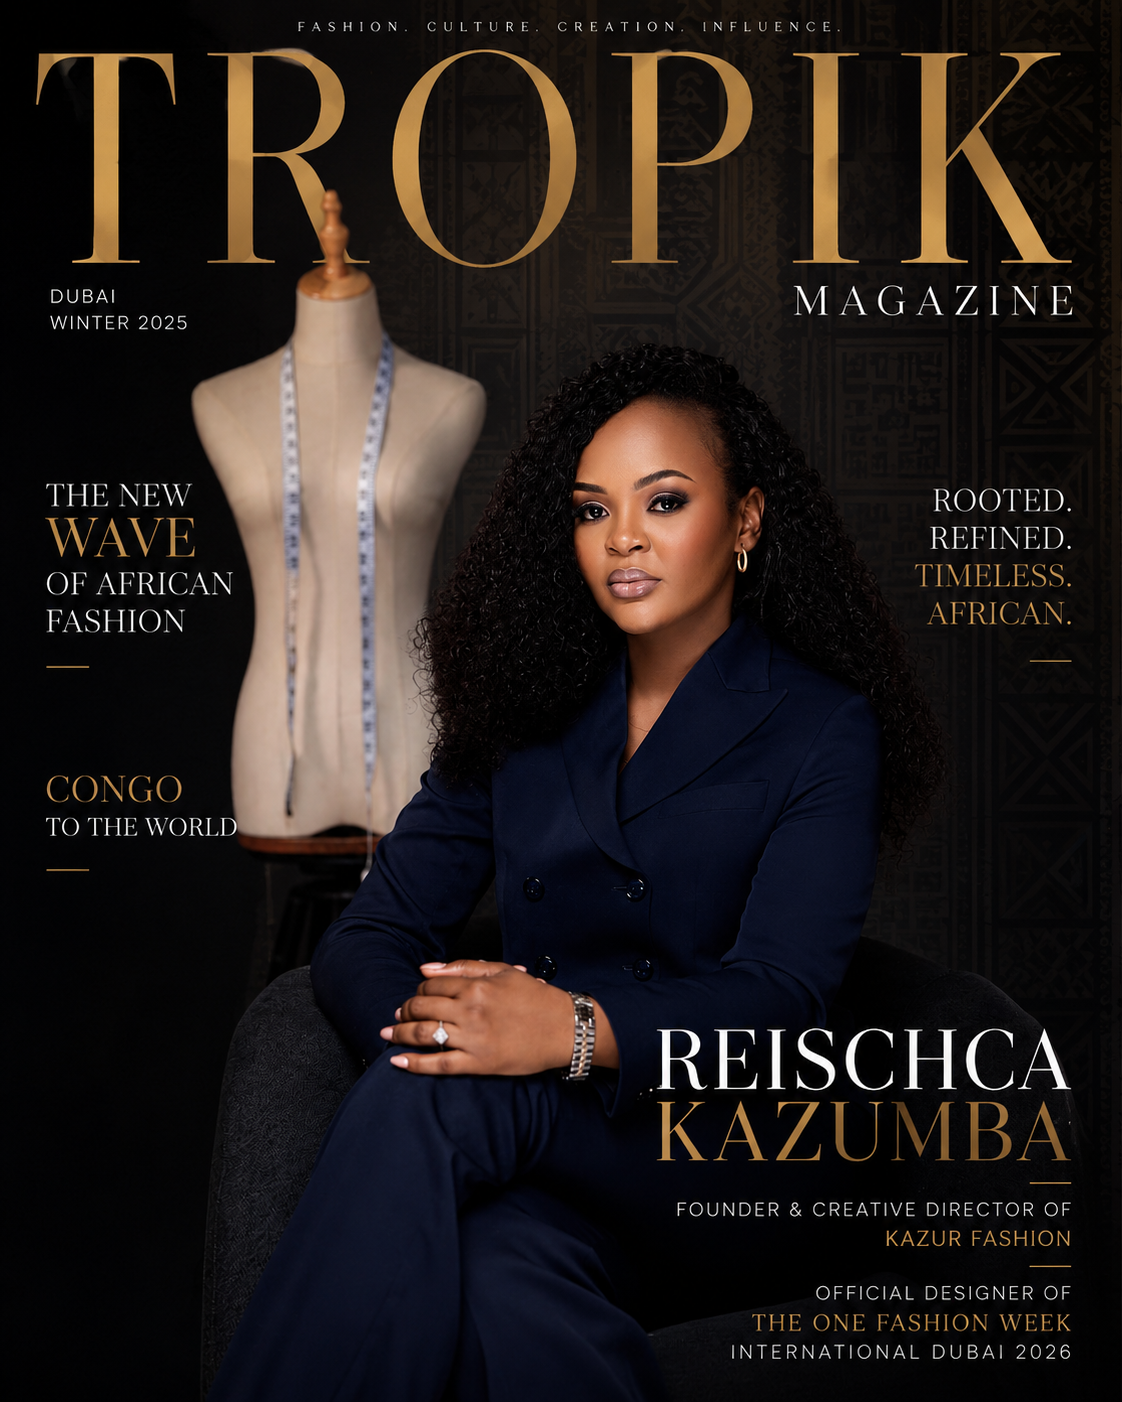 FASHION. CULTURE. CREATION. INFLUENCE.
TROPIK
MAGAZINE
DUBAI
WINTER 2025
THE NEW
WAVE
OF AFRICAN
FASHION
ROOTED.
REFINED.
TIMELESS.
AFRICAN.
CONGO
TO THE WORLD
REISCHCA
KAZUMBA
FOUNDER & CREATIVE DIRECTOR OF
KAZUR FASHION
OFFICIAL DESIGNER OF
THE ONE FASHION WEEK
INTERNATIONAL DUBAI 2026